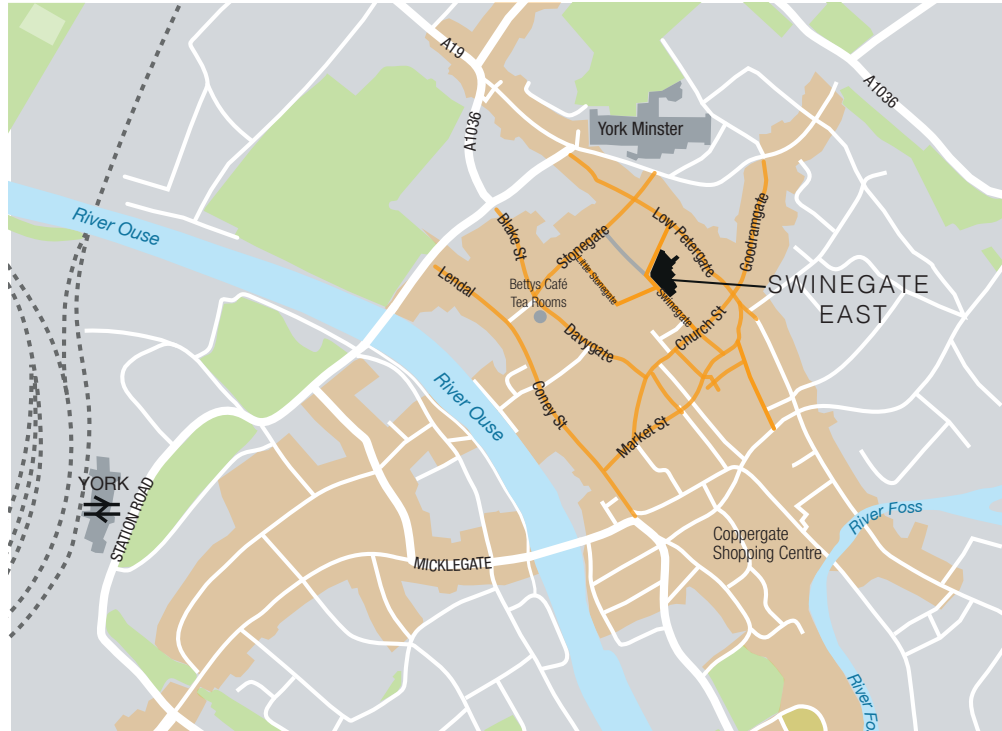 A19
A1036
A1036
York Minster
River Ouse
Blake St
Stonegate
Low Petergate
Goodramgate
Lendal
Little Stonegate
Bettys Café
Tea Rooms
Swinegate
SWINEGATE
EAST
Church St
Davygate
River Ouse
Coney St
Market St
YORK
STATION ROAD
MICKLEGATE
Coppergate
Shopping Centre
River Foss
River Fo